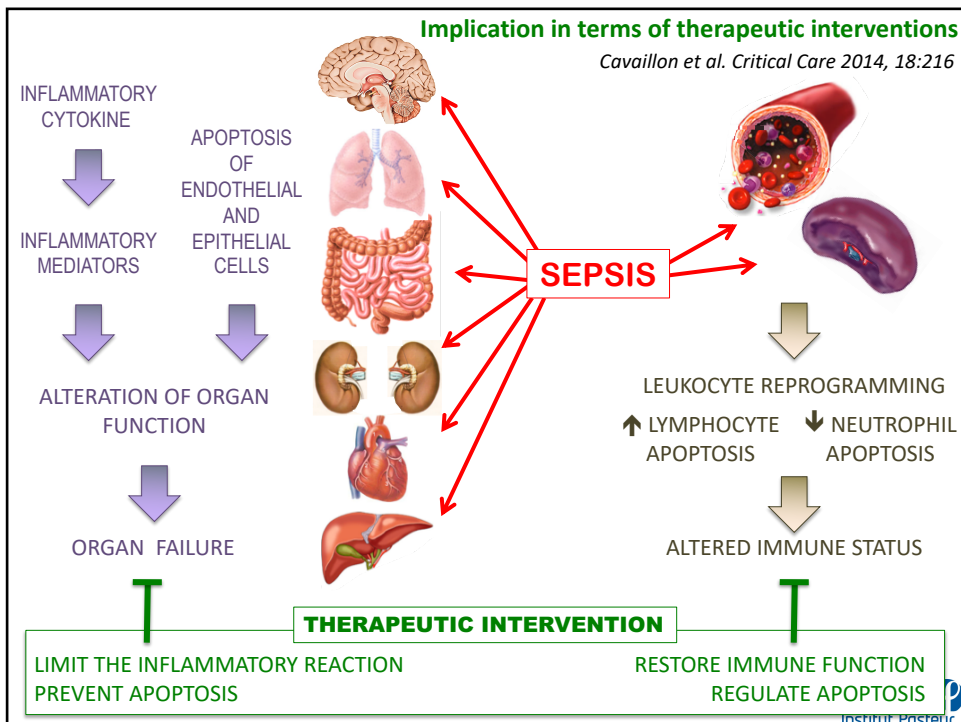 Implication in terms of therapeutic interventions
Cavaillon et al. Critical Care 2014, 18:216
INFLAMMATORY
CYTOKINE
APOPTOSIS
OF
ENDOTHELIAL
AND
EPITHELIAL
CELLS
INFLAMMATORY
MEDIATORS
ALTERATION OF ORGAN
FUNCTION
ORGAN FAILURE
SEPSIS
LEUKOCYTE REPROGRAMMING
↑ LYMPHOCYTE
APOPTOSIS
↓ NEUTROPHIL
APOPTOSIS
ALTERED IMMUNE STATUS
THERAPEUTIC INTERVENTION
LIMIT THE INFLAMMATORY REACTION
PREVENT APOPTOSIS
RESTORE IMMUNE FUNCTION
REGULATE APOPTOSIS
Institut Pasteur